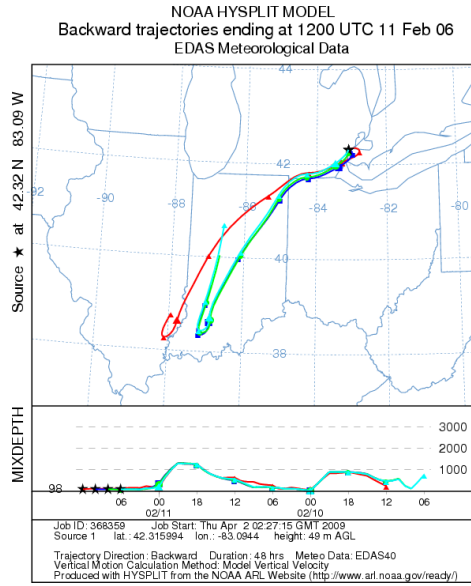 NOAA HYSPLIT MODEL
Backward trajectories ending at 1200 UTC 11 Feb 06
EDAS Meteorological Data
Source ★ at 42.32 N 83.09 W
44
42
-92
-90
-88
-86
-84
-82
-80
40
38
MIXDEPTH
3000
2000
1000
98
06 00 18 12 06 00 18 12 06
02/11 02/10
Job ID: 368359 Job Start: Thu Apr 2 02:27:15 GMT 2009
Source 1 lat.: 42.315994 lon.: -83.0944 height: 49 m AGL
Trajectory Direction: Backward Duration: 48 hrs Meteo Data: EDAS40
Vertical Motion Calculation Method: Model Vertical Velocity
Produced with HYSPLIT from the NOAA ARL Website (http://www.arl.noaa.gov/ready/)